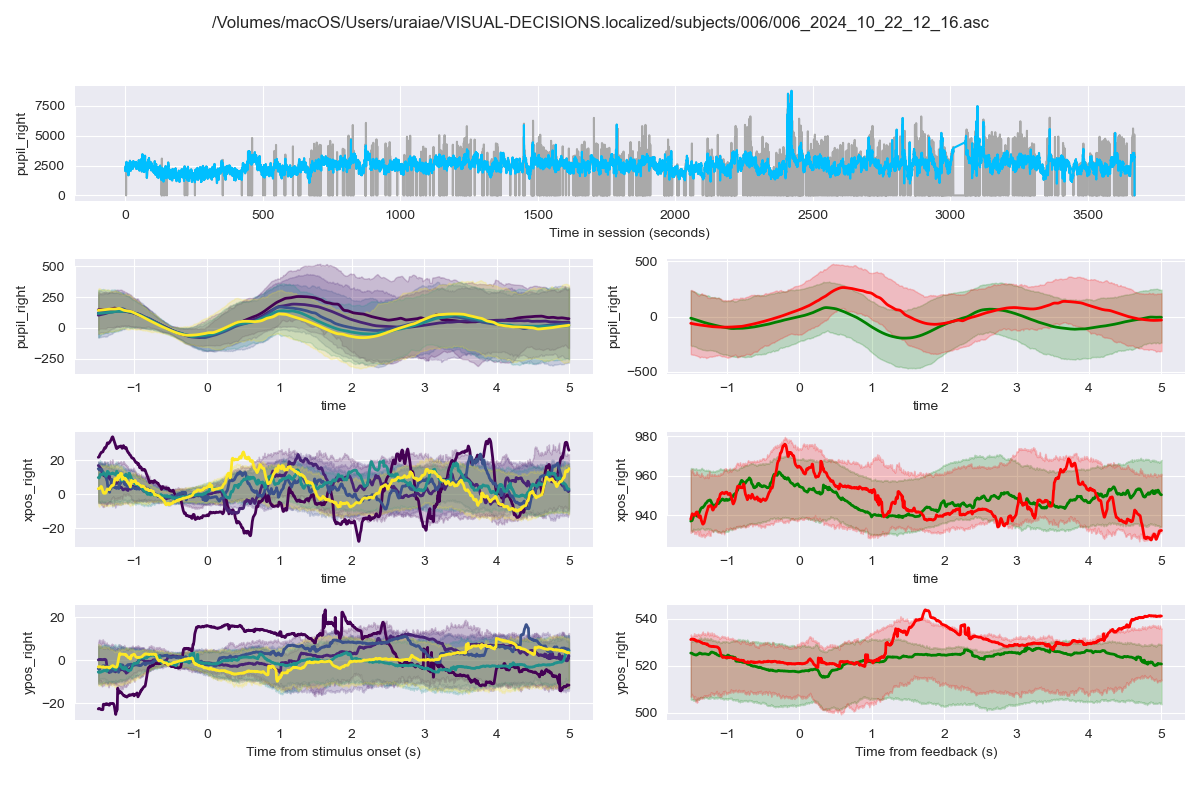 /Volumes/macOS/Users/uraiae/VISUAL-DECISIONS.localized/subjects/006/006_2024_10_22_12_16.asc
pupil_right
7500
5000
2500
0
0 500 1000 1500 2000 2500 3000 3500
Time in session (seconds)
pupil_right
500
250
0
−250
−1 0 1 2 3 4 5
time
pupil_right
500
0
−500
−1 0 1 2 3 4 5
time
xpos_right
20
0
−20
−1 0 1 2 3 4 5
time
xpos_right
980
960
940
−1 0 1 2 3 4 5
time
ypos_right
20
0
−20
−1 0 1 2 3 4 5
Time from stimulus onset (s)
ypos_right
540
520
500
−1 0 1 2 3 4 5
Time from feedback (s)